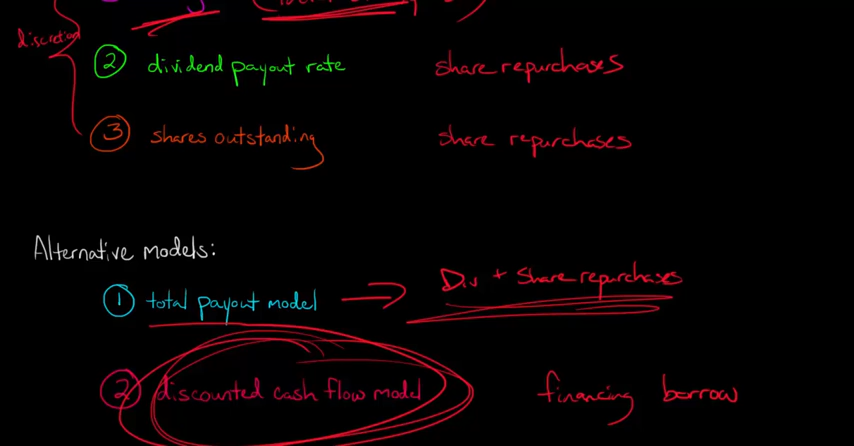 discretion
② dividend payout rate share repurchases
③ shares outstanding share repurchases
Alternative models:
① total payout model → Div + Share repurchases
② discounted cash flow model financing borrow